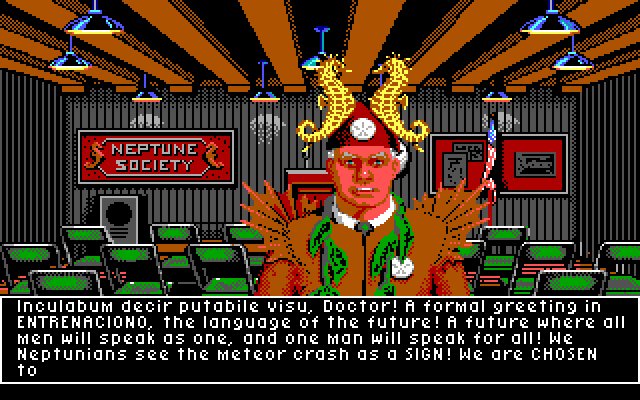 NEPTUNE
SOCIETY
Inculabum decir putabile visu, Doctor! A formal greeting in
ENTRENACIONO, the language of the future! A future where all
men will speak as one, and one man will speak for all! We
Neptunians see the meteor crash as a SIGN! We are CHOSEN
to